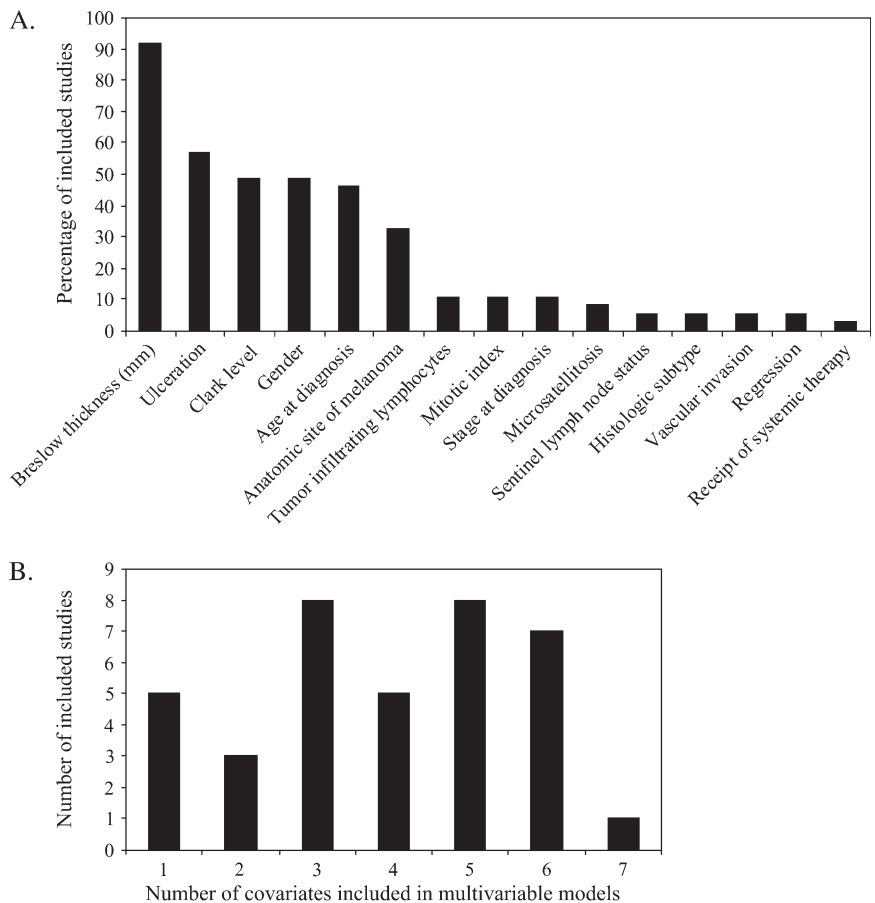 A.
Percentage of included studies
100
90
80
70
60
50
40
30
20
10
0
Breslow thickness (mm)
Ulceration
Clark level
Gender
Age at diagnosis
Anatomic site of melanoma
Tumor infiltrating lymphocytes
Mitotic index
Stage at diagnosis
Microsatellitosis
Sentinel lymph node status
Histologic subtype
Vascular invasion
Regression
Receipt of systemic therapy
B.
Number of included studies
9
8
7
6
5
4
3
2
1
0
1 2 3 4 5 6 7
Number of covariates included in multivariable models